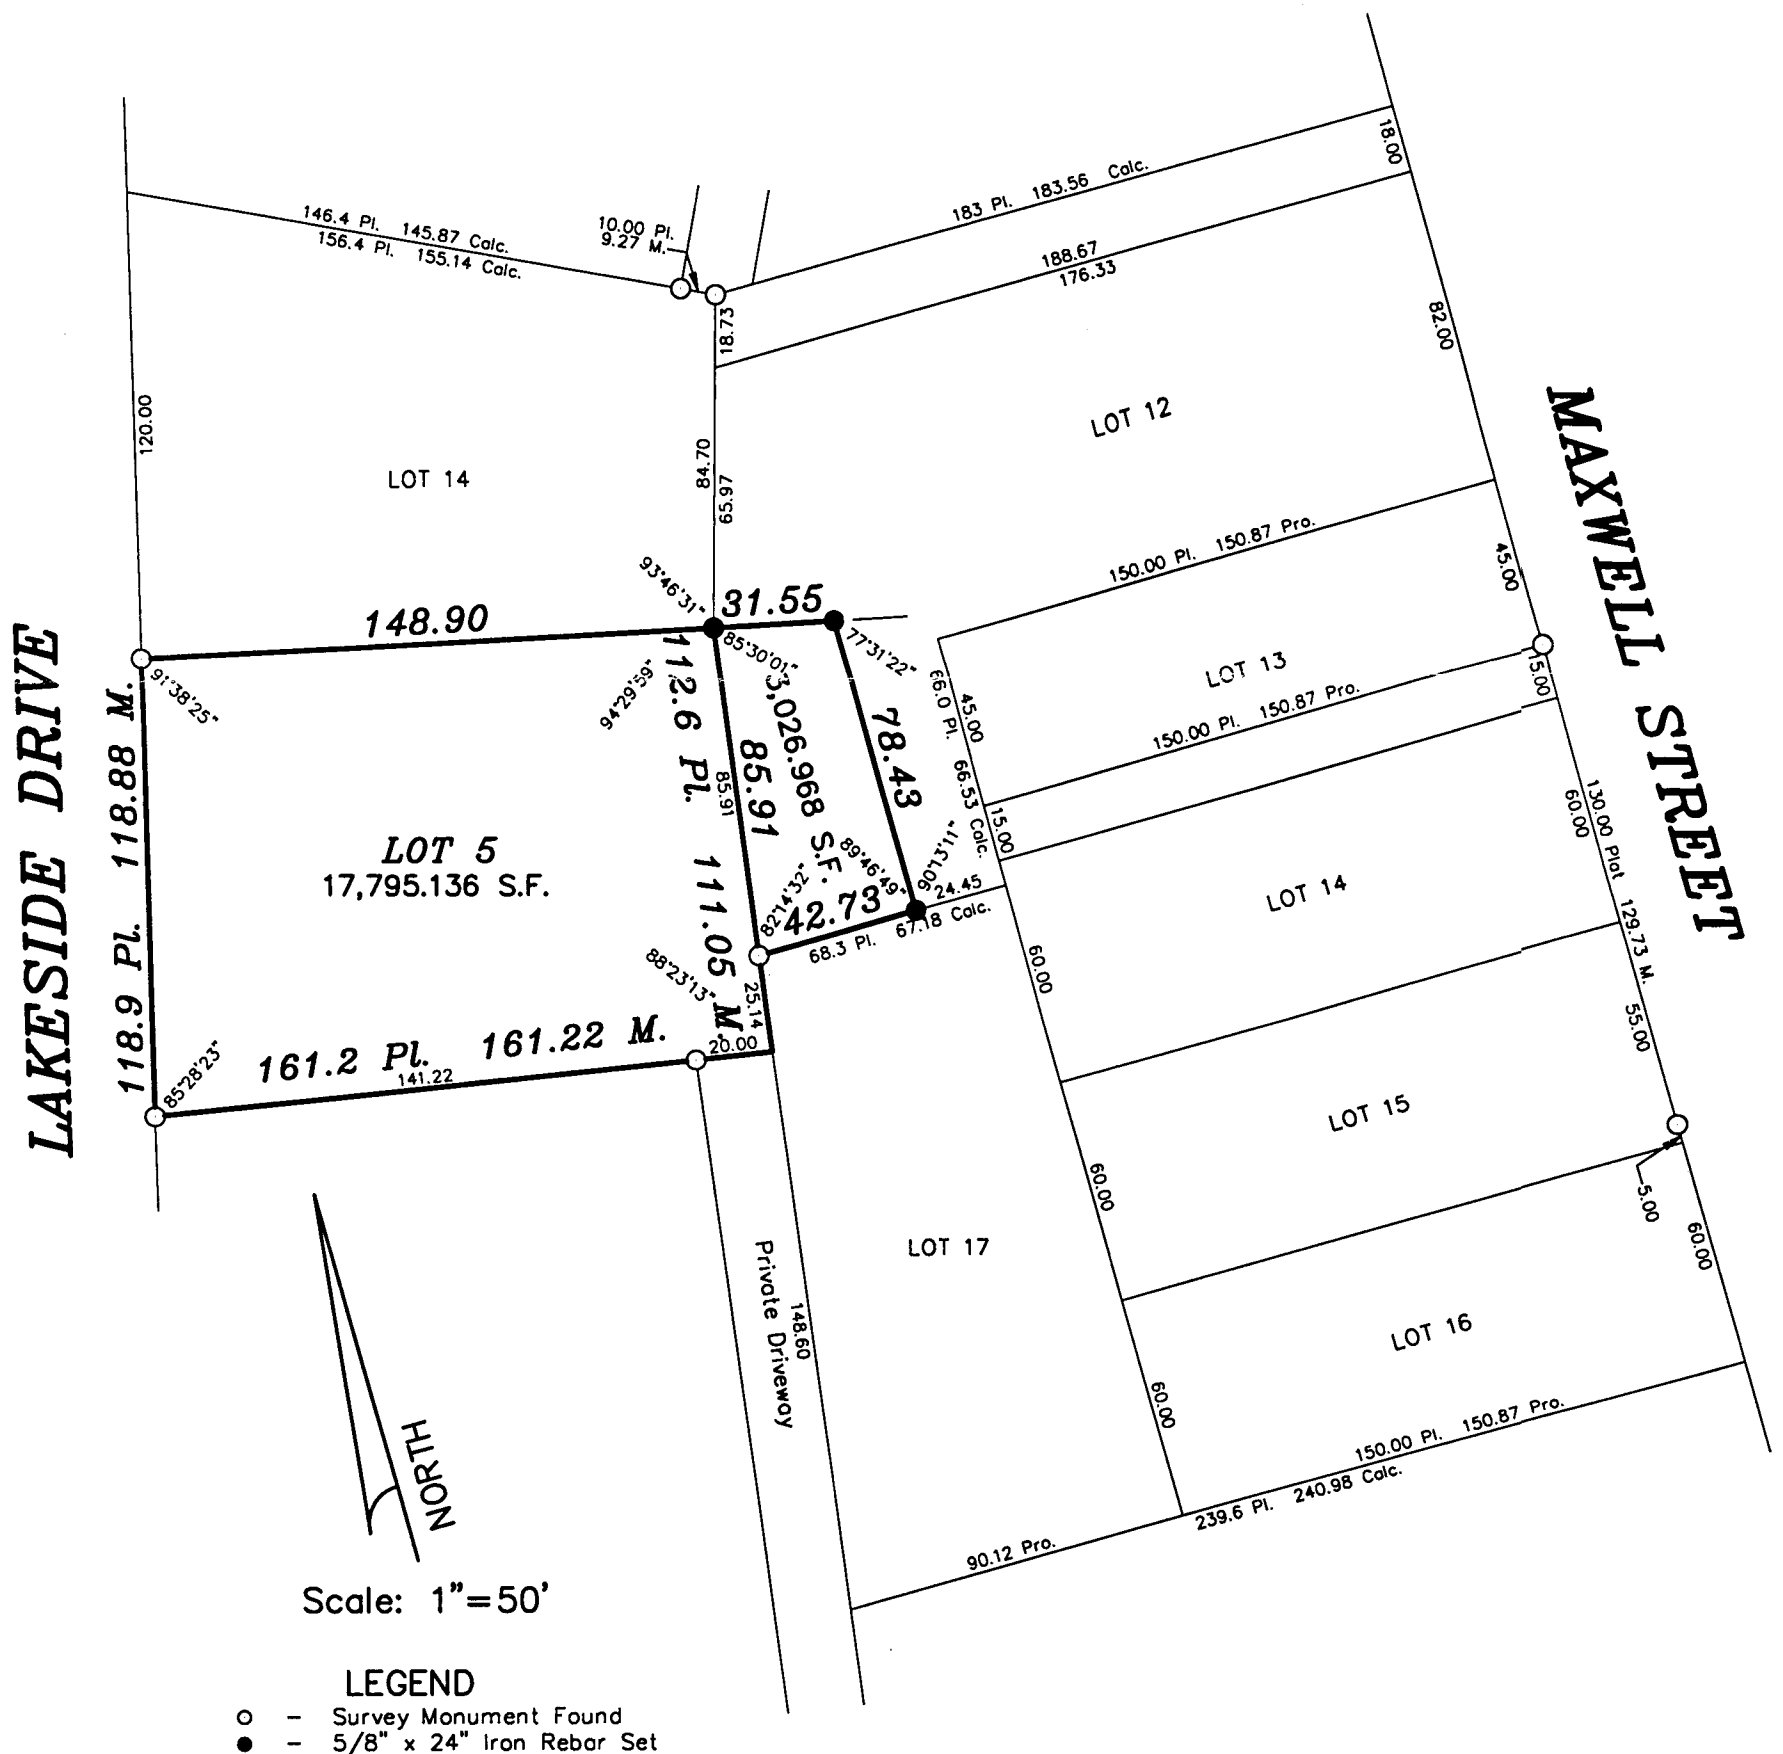 18.00
183 Pl. 183.56 Calc.
146.4 Pl. 145.87 Calc.
156.4 Pl. 155.14 Calc.
10.00 Pl.
9.27 M.
188.67
176.33
18.73
82.00
120.00
LOT 14
84.70
65.97
LOT 12
MAXWELL STREET
150.00 Pl. 150.87 Pro.
45.00
93°46'31"
31.55
148.90
85°30'01"
77°31'22"
91°38'25"
94°29'59"
LOT 13
15.00
66.0 Pl. 66.53 Calc.
45.00
150.00 Pl. 150.87 Pro.
LAKESIDE DRIVE
118.9 Pl. 118.88 M.
112.6 Pl. 111.05 M.
85.91
85.91
3,026.968 S.F.
78.43
15.00
130.00 Plat 129.73 M.
60.00
LOT 5
17,795.136 S.F.
89°46'49"
90°13'11"
82°14'32"
42.73
24.45
68.3 Pl. 67.18 Calc.
LOT 14
60.00
88°23'13"
25.14
55.00
161.2 Pl. 161.22 M.
141.22
20.00
85°28'23"
LOT 15
60.00
5.00
60.00
LOT 17
Private Driveway
148.60
LOT 16
60.00
NORTH
150.00 Pl. 150.87 Pro.
239.6 Pl. 240.98 Calc.
90.12 Pro.
Scale: 1"=50'
LEGEND
– Survey Monument Found
– 5/8" x 24" Iron Rebar Set